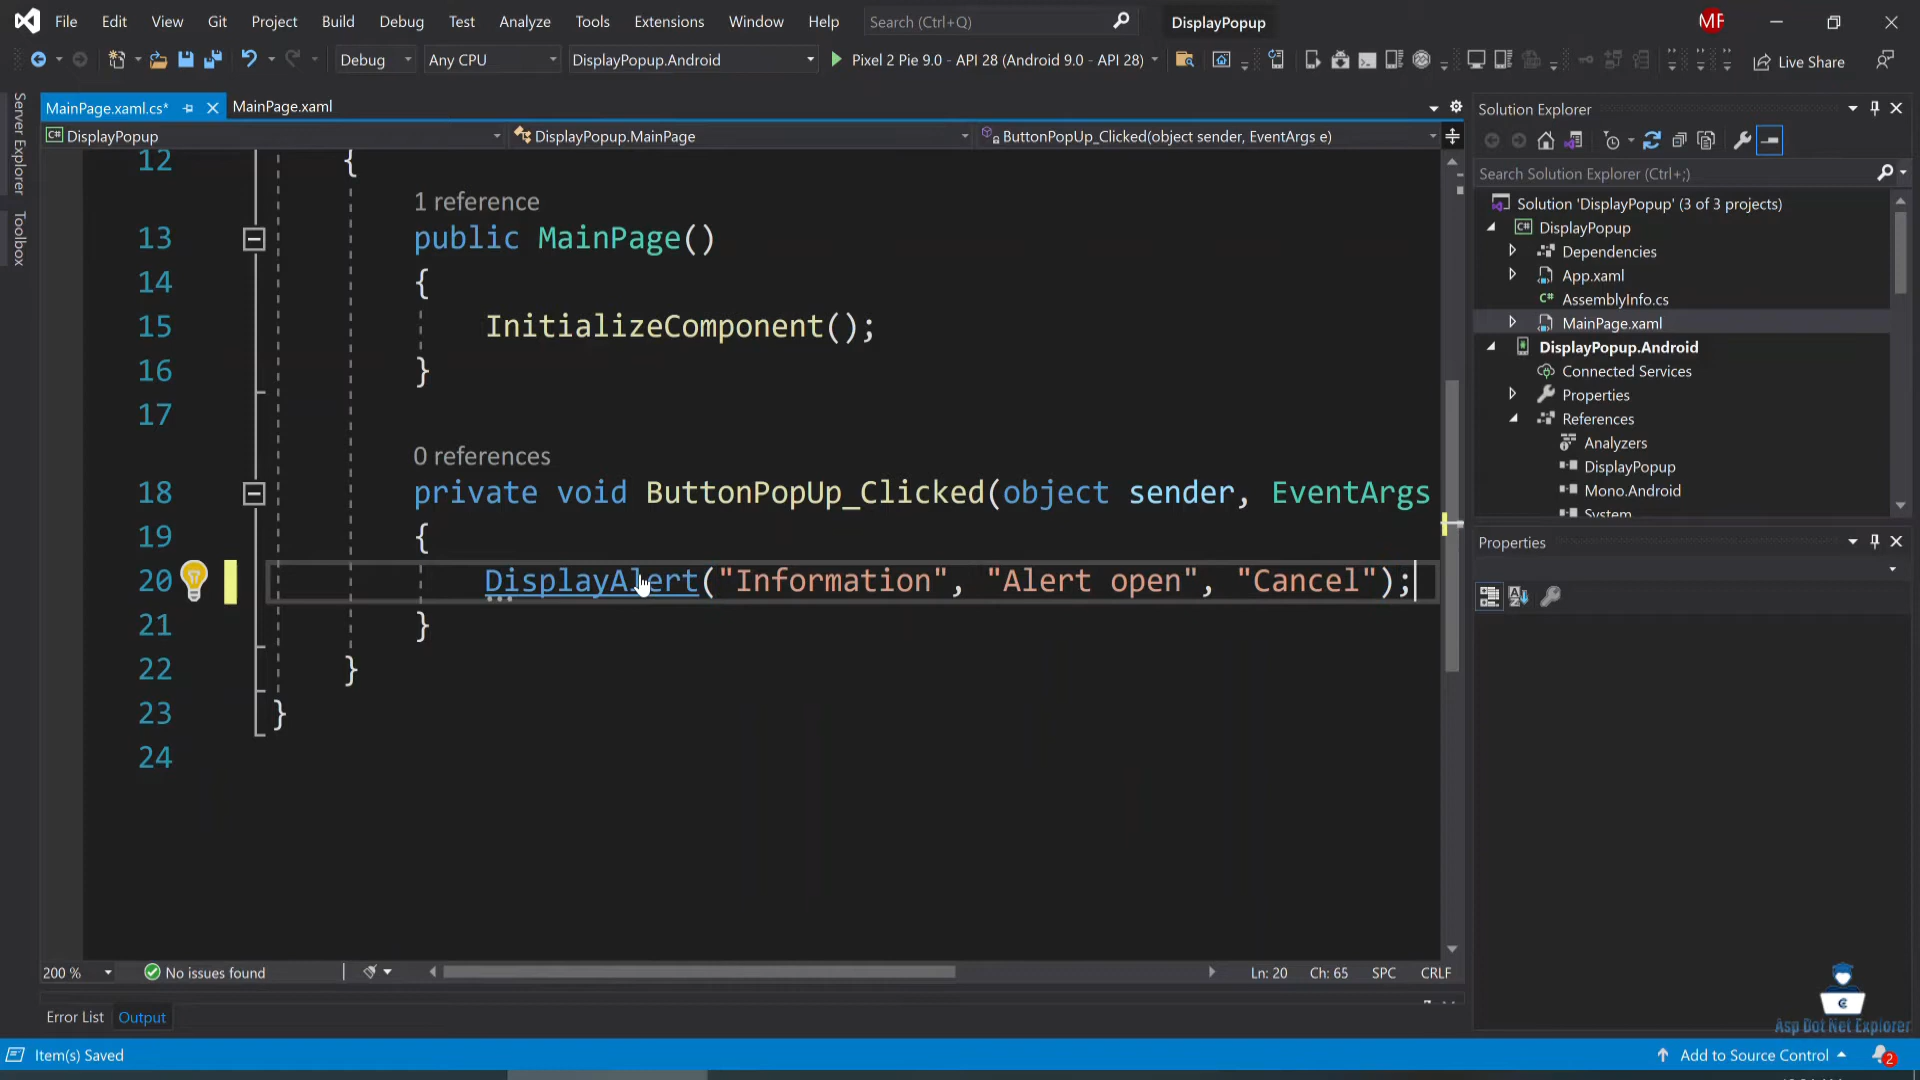 File Edit View Git Project Build Debug Test Analyze Tools Extensions Window Help Search (Ctrl+Q) DisplayPopup MF
Debug Any CPU DisplayPopup.Android Pixel 2 Pie 9.0 - API 28 (Android 9.0 - API 28) Live Share
Server Explorer
Toolbox
MainPage.xaml.cs* MainPage.xaml
C# DisplayPopup DisplayPopup.MainPage ButtonPopUp_Clicked(object sender, EventArgs e)
12 {
1 reference
13 public MainPage()
14 {
15 InitializeComponent();
16 }
17
0 references
18 private void ButtonPopUp_Clicked(object sender, EventArgs
19 {
20 DisplayAlert("Information", "Alert open", "Cancel");
21 }
22 }
23 }
24
200 % No issues found Ln: 20 Ch: 65 SPC CRLF
Error List Output
Item(s) Saved Add to Source Control 2
Solution Explorer
Search Solution Explorer (Ctrl+;)
Solution 'DisplayPopup' (3 of 3 projects)
C# DisplayPopup
Dependencies
App.xaml
C# AssemblyInfo.cs
MainPage.xaml
DisplayPopup.Android
Connected Services
Properties
References
Analyzers
DisplayPopup
Mono.Android
System
Properties
Asp Dot Net Explorer